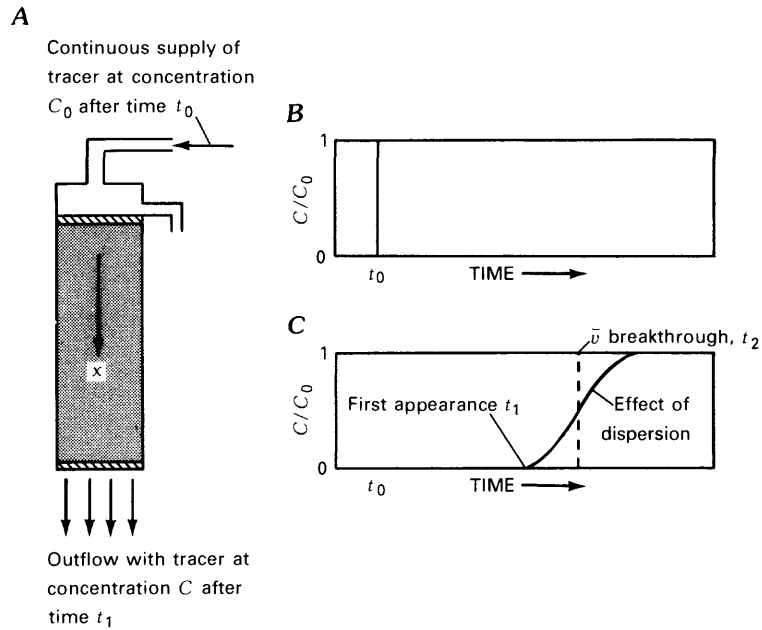 A
Continuous supply of
tracer at concentration
C₀ after time t₀
x
Outflow with tracer at
concentration C after
time t₁
B
1
C/C₀
0
t₀
TIME
C
v̄ breakthrough, t₂
1
First appearance t₁
Effect of
dispersion
C/C₀
0
t₀
TIME